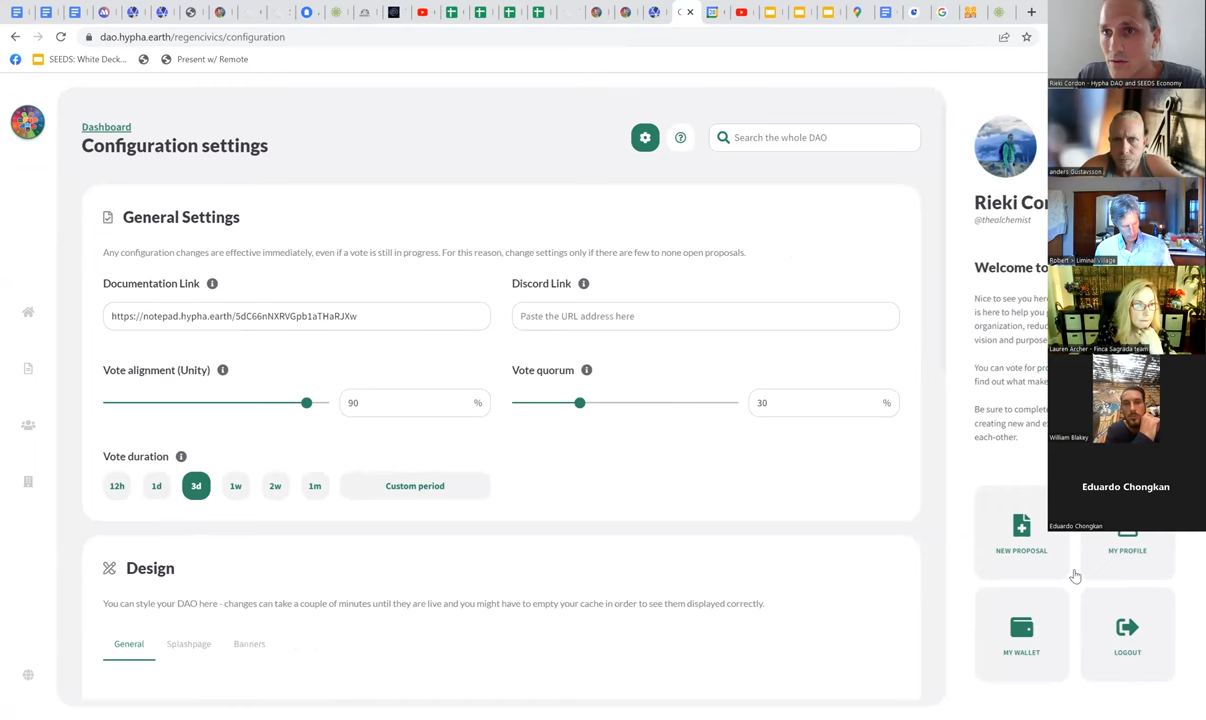 dao.hypha.earth/regencivics/configuration
SEEDS: White Deck...
Present w/ Remote
Dashboard
Configuration settings
Search the whole DAO
General Settings
Any configuration changes are effective immediately, even if a vote is still in progress. For this reason, change settings only if there are few to none open proposals.
Documentation Link
Discord Link
https://notepad.hypha.earth/5dC66nNXRVGpb1aTHaRJXw
Paste the URL address here
Vote alignment (Unity)
Vote quorum
90 %
30 %
Vote duration
12h 1d 3d 1w 2w 1m Custom period
Design
You can style your DAO here - changes can take a couple of minutes until they are live and you might have to empty your cache in order to see them displayed correctly.
General Splashpage Banners
Rieki Cor
@thealchemist
Welcome to
Nice to see you her
is here to help you
organization, reduc
vision and purpose
You can vote for pro
find out what make
Be sure to complete
creating new and e
each-other.
NEW PROPOSAL
MY PROFILE
MY WALLET
LOGOUT
Rieki Cordon - Hypha DAO and SEEDS Economy
anders Gustavsson
Robert × Liminal Village
Lauren Archer - Finca Sagrada team
William Blakey
Eduardo Chongkan
Eduardo Chongkan